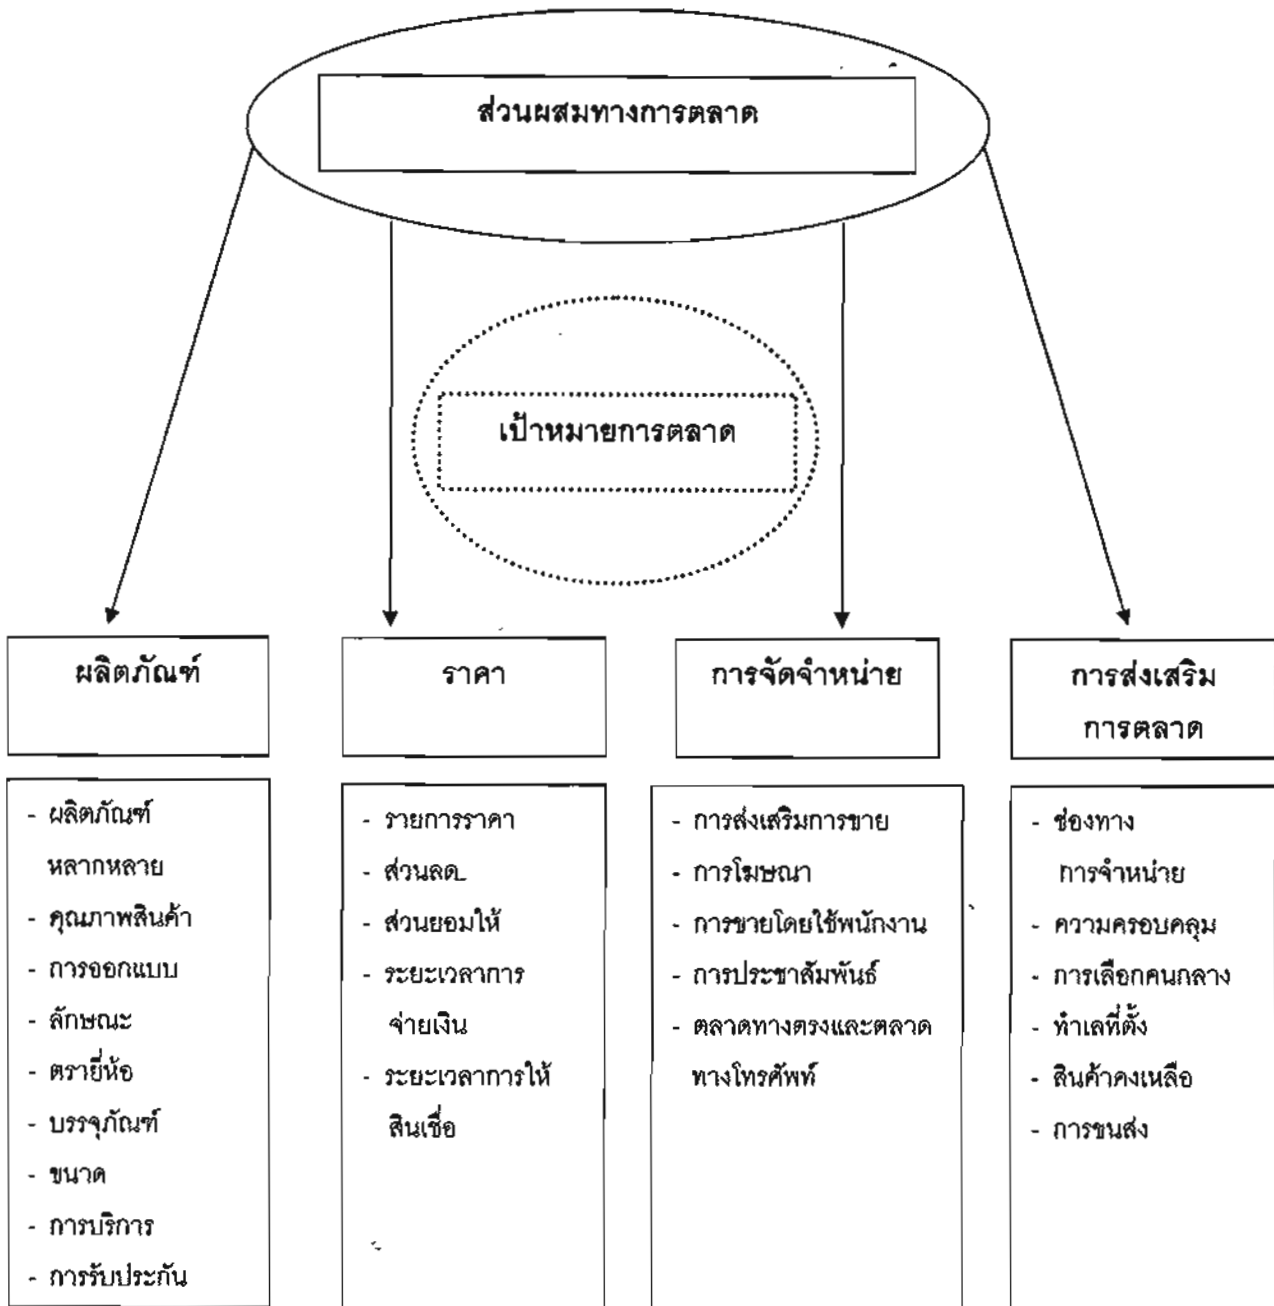 ส่วนผสมทางการตลาด
เป้าหมายการตลาด
ผลิตภัณฑ์
- ผลิตภัณฑ์
หลากหลาย
- คุณภาพสินค้า
- การออกแบบ
- ลักษณะ
- ตรายี่ห้อ
- บรรจุภัณฑ์
- ขนาด
- การบริการ
- การรับประกัน
ราคา
- รายการราคา
- ส่วนลด
- ส่วนยอมให้
- ระยะเวลาการ
จ่ายเงิน
- ระยะเวลาการให้
สินเชื่อ
การจัดจำหน่าย
- การส่งเสริมการขาย
- การโฆษณา
- การขายโดยใช้พนักงาน
- การประชาสัมพันธ์
- ตลาดทางตรงและตลาด
ทางโทรศัพท์
การส่งเสริม
การตลาด
- ช่องทาง
การจำหน่าย
- ความครอบคลุม
- การเลือกคนกลาง
- ทำเลที่ตั้ง
- สินค้าคงเหลือ
- การขนส่ง